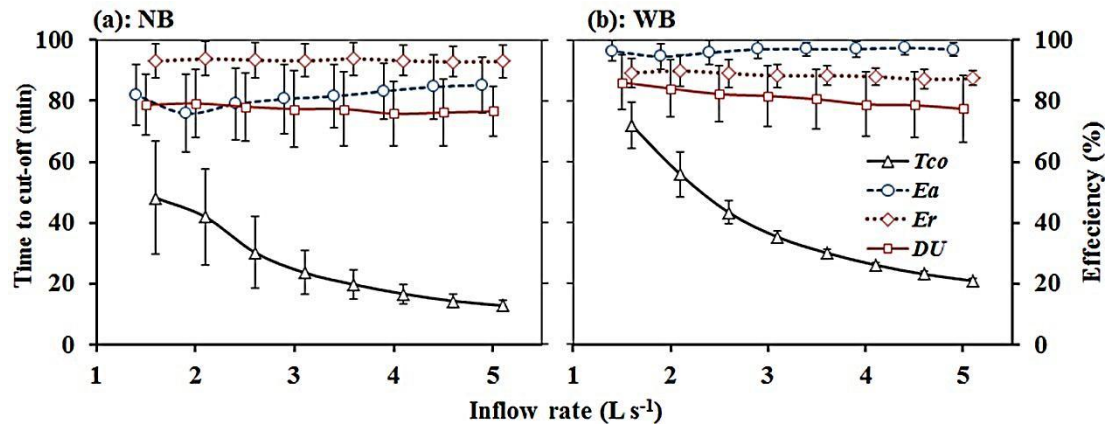 (a): NB
(b): WB
Time to cut-off (min)
100
80
60
40
20
0
1
2
3
4
5
Tco
Ea
Er
DU
1
2
3
4
5
100
80
60
40
20
0
Effeciency (%)
Inflow rate (L s⁻¹)